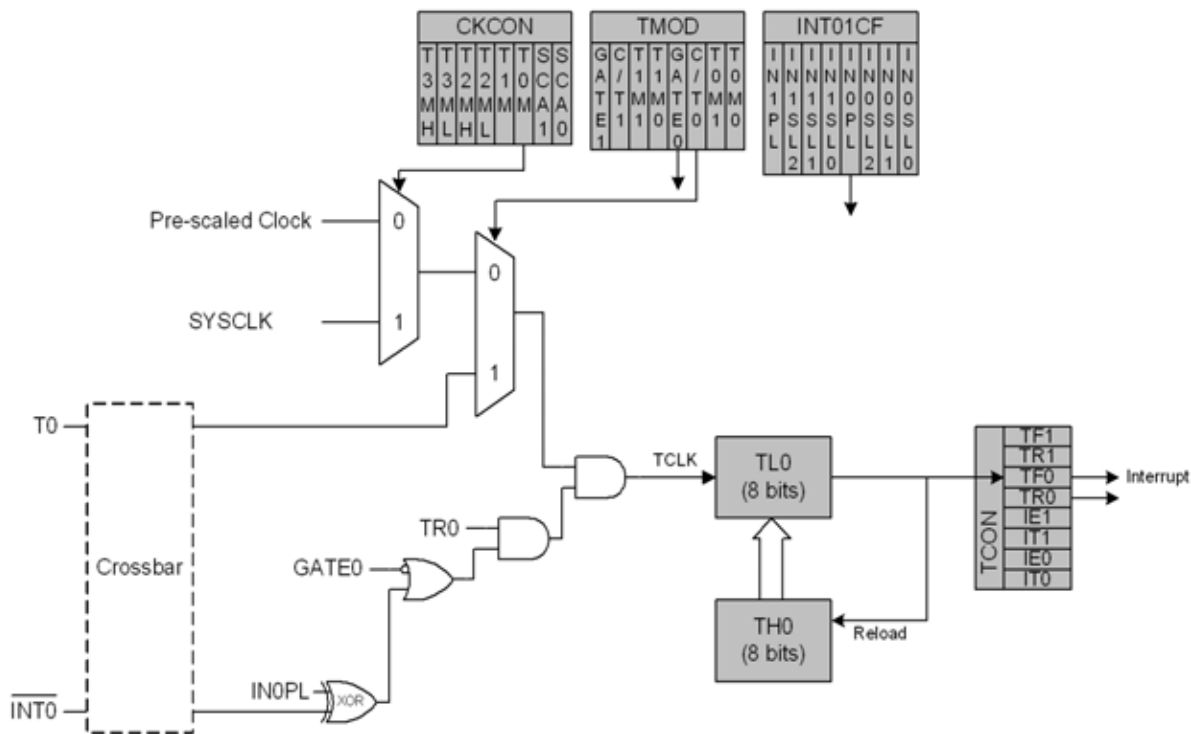 CKCON
T3MH
T3ML
T2MH
T2ML
T1M
T0M
SCA1
SCA0
TMOD
GATE1
C/T1
T1M1
T1M0
GATE0
C/T0
T0M1
T0M0
INT01CF
IN1PL
IN1SL2
IN1SL1
IN1SL0
IN0PL
IN0SL2
IN0SL1
IN0SL0
Pre-scaled Clock
0
SYSCLK
1
0
1
T0
Crossbar
INT0
GATE0
TR0
IN0PL
XOR
TCLK
TL0
(8 bits)
TH0
(8 bits)
Reload
TCON
TF1
TR1
TF0
TR0
IE1
IT1
IE0
IT0
Interrupt